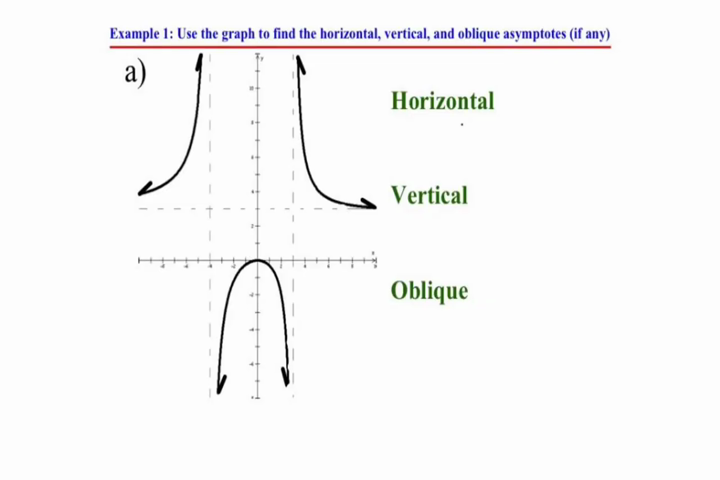 Example 1: Use the graph to find the horizontal, vertical, and oblique asymptotes (if any)
a)
Horizontal
Vertical
Oblique